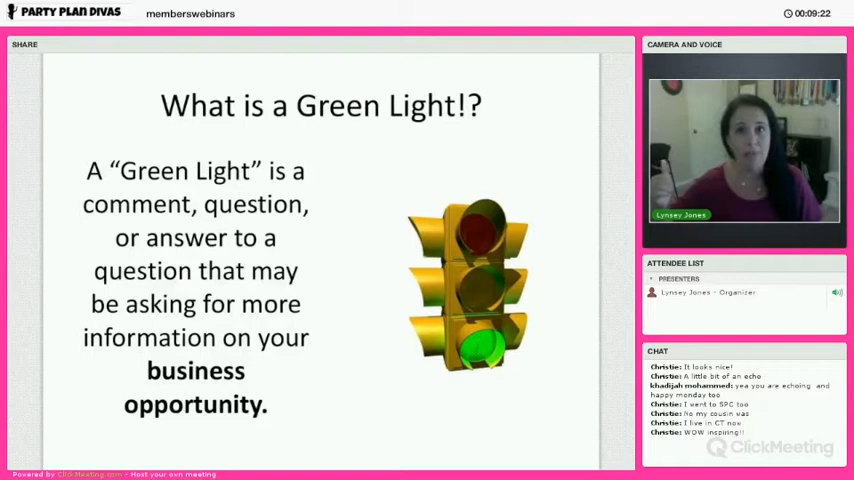 PARTY PLAN DIVAS
memberswebinars
00:09:22
SHARE
What is a Green Light!?
A “Green Light” is a
comment, question,
or answer to a
question that may
be asking for more
information on your
business
opportunity.
CAMERA AND VOICE
Lynsey Jones
ATTENDEE LIST
PRESENTERS
Lynsey Jones - Organizer
CHAT
Christie: It looks nice!
Christie: A little bit of an echo
khadijah mohammed: yea you are echoing and
happy monday too
Christie: I went to SPC too
Christie: No my cousin was
Christie: I live in CT now
Christie: WOW inspiring!!
ClickMeeting
Powered by ClickMeeting.com - Host your own meeting